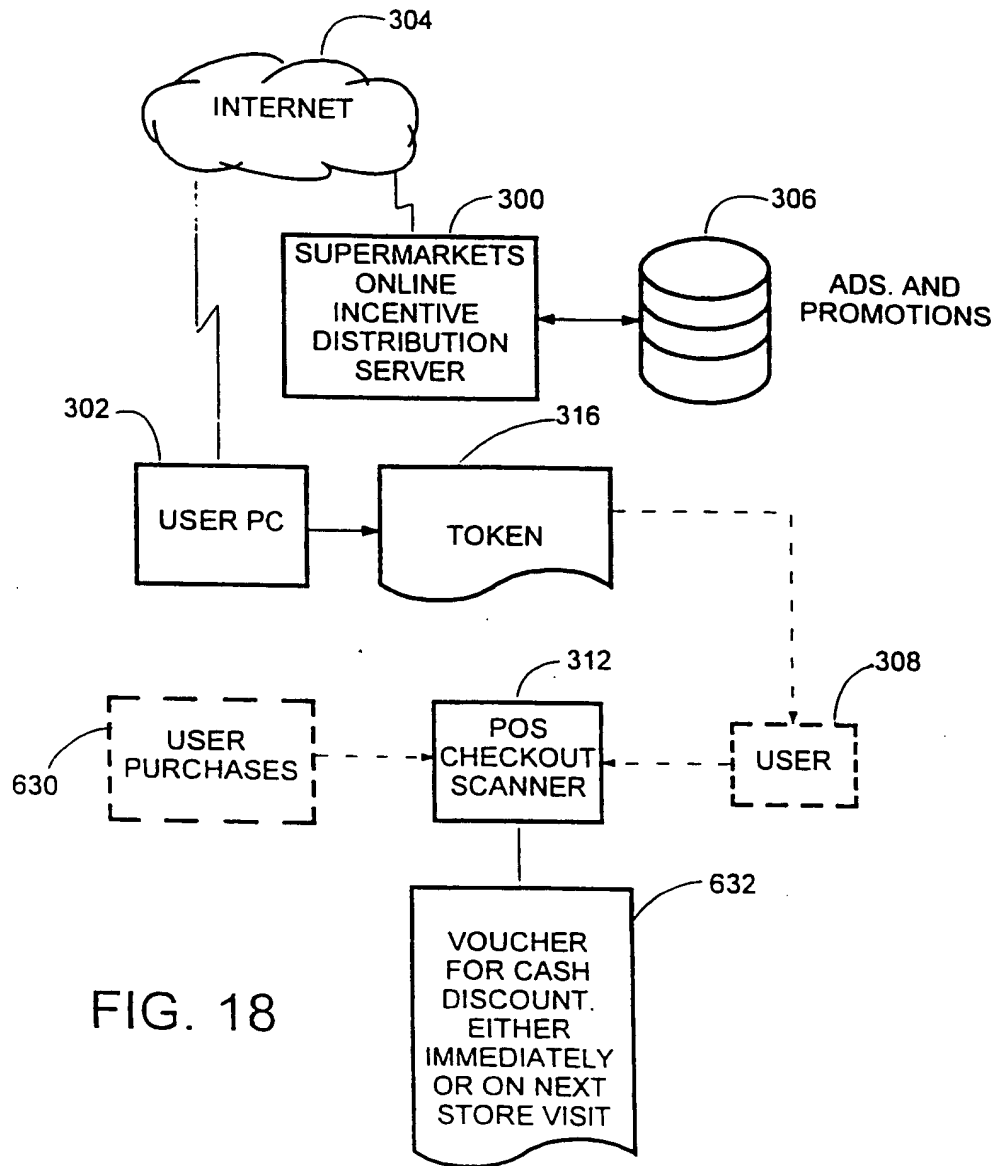 304
INTERNET
300
306
SUPERMARKETS
ONLINE
INCENTIVE
DISTRIBUTION
SERVER
ADS. AND
PROMOTIONS
302
316
USER PC
TOKEN
312
308
USER
PURCHASES
POS
CHECKOUT
SCANNER
USER
630
632
VOUCHER
FOR CASH
DISCOUNT.
EITHER
IMMEDIATELY
OR ON NEXT
STORE VISIT
FIG. 18